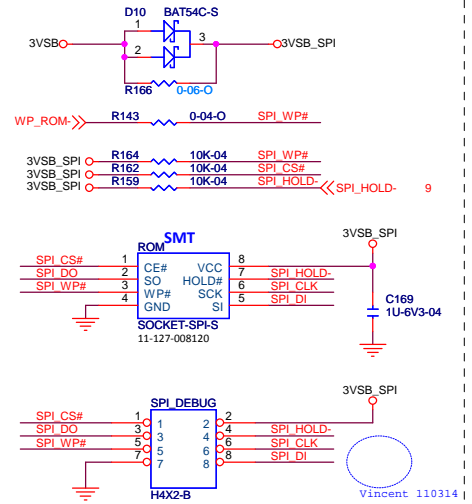 D10 BAT54C-S
3VSB 1 2 3 3VSB_SPI
R166 0-06-O
WP_ROM- R143 0-04-O SPI_WP#
3VSB_SPI R164 10K-04 SPI_WP#
3VSB_SPI R162 10K-04 SPI_CS#
3VSB_SPI R159 10K-04 SPI_HOLD- SPI_HOLD- 9
SMT
ROM
3VSB_SPI
SPI_CS# 1 CE# VCC 8
SPI_DO 2 SO HOLD# 7 SPI_HOLD-
SPI_WP# 3 WP# SCK 6 SPI_CLK
4 GND SI 5 SPI_DI
SOCKET-SPI-S
11-127-008120
C169
1U-6V3-04
SPI_DEBUG
3VSB_SPI
SPI_CS# 1 1 2 2
SPI_DO 3 3 4 4 SPI_HOLD-
SPI_WP# 5 5 6 6 SPI_CLK
7 7 8 8 SPI_DI
H4X2-B
Vincent 110314